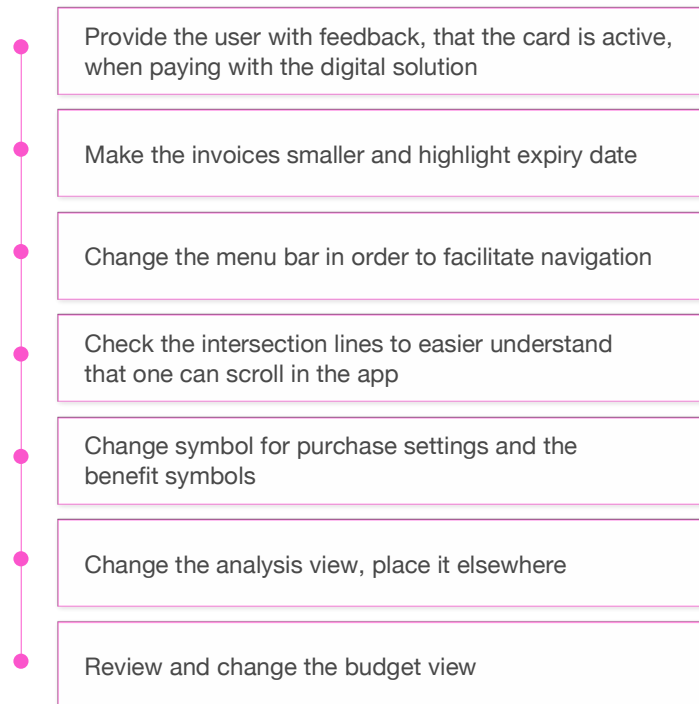 Provide the user with feedback, that the card is active,
when paying with the digital solution
Make the invoices smaller and highlight expiry date
Change the menu bar in order to facilitate navigation
Check the intersection lines to easier understand
that one can scroll in the app
Change symbol for purchase settings and the
benefit symbols
Change the analysis view, place it elsewhere
Review and change the budget view